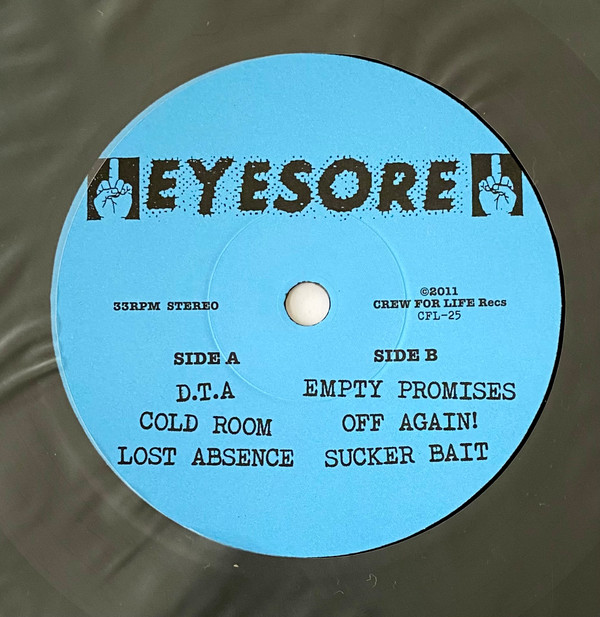 EYESORE
33RPM STEREO
©2011
CREW FOR LIFE Recs
CFL-25
SIDE A
D.T.A
COLD ROOM
LOST ABSENCE
SIDE B
EMPTY PROMISES
OFF AGAIN!
SUCKER BAIT